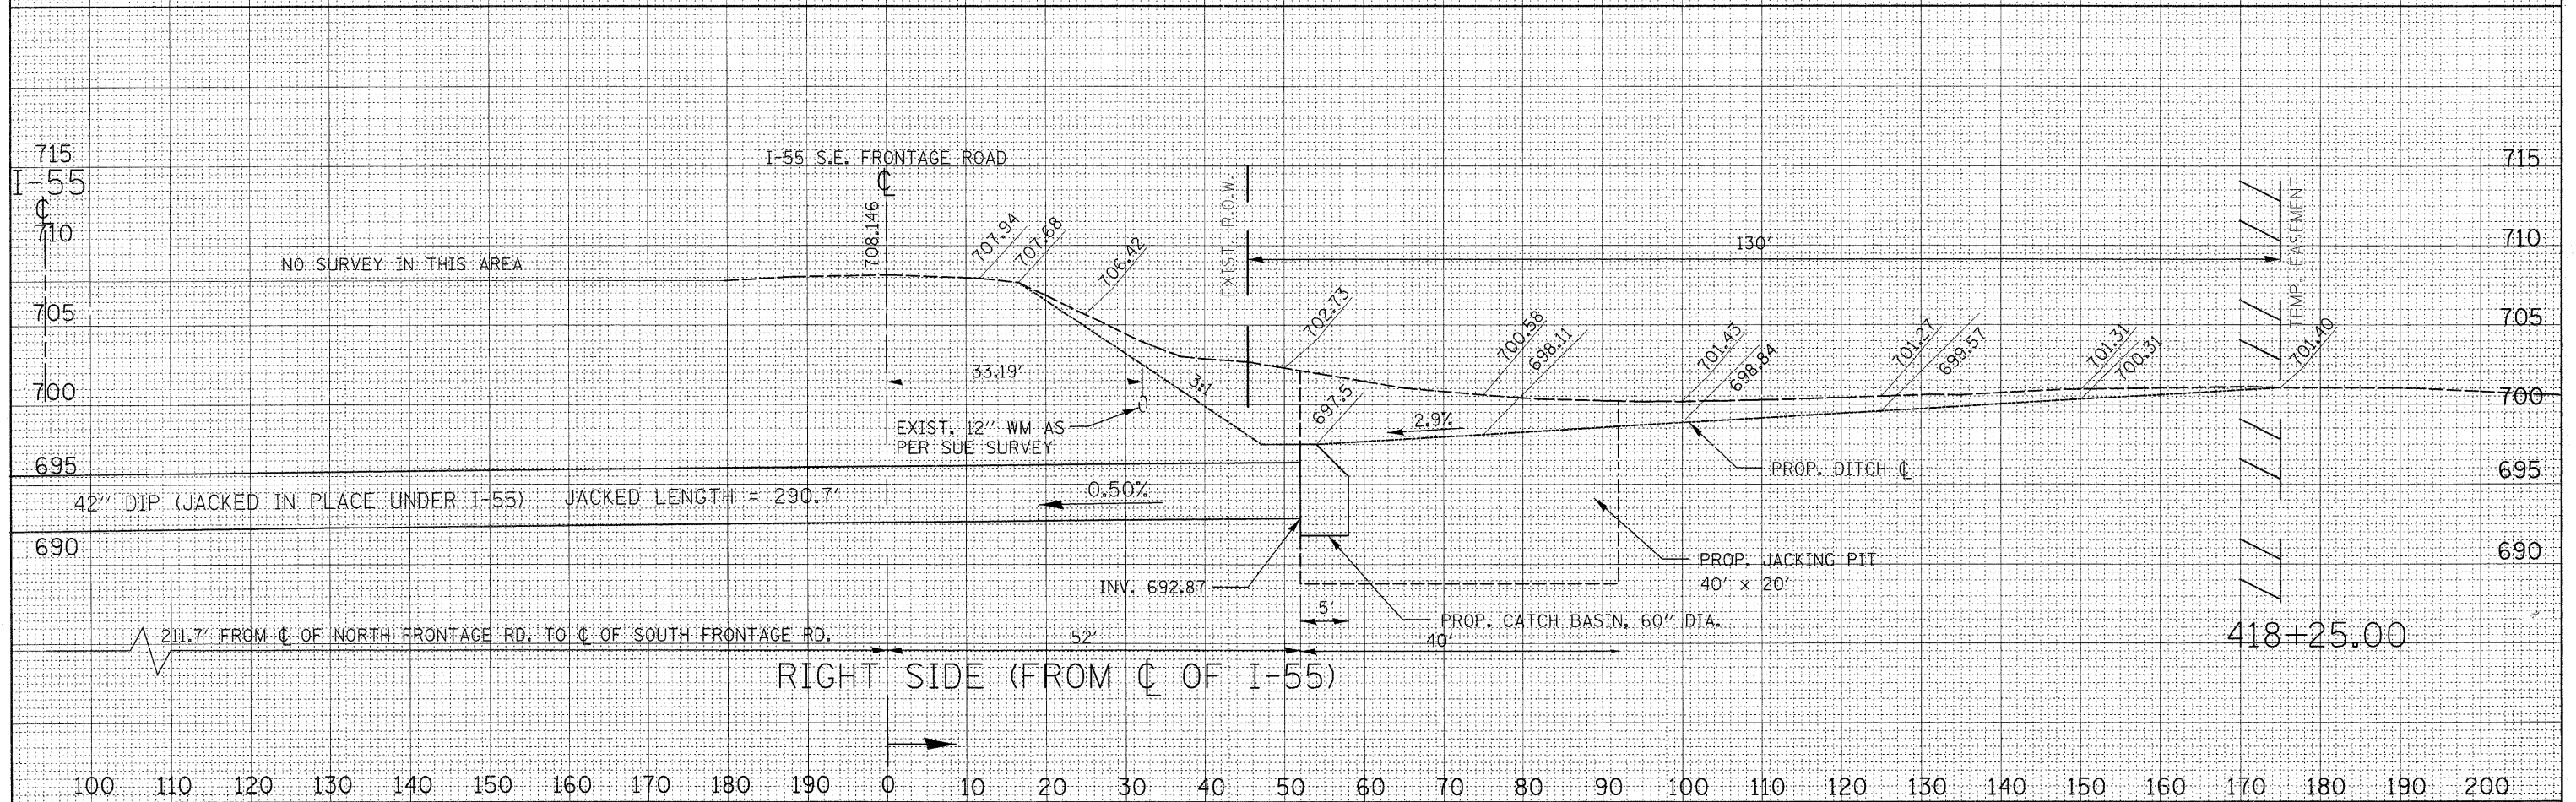 I-55 S.E. FRONTAGE ROAD
℄
715
715
I-55
℄
710
710
708.146
707.94
707.68
706.42
EXIST. R.O.W.
130'
TEMP. EASEMENT
NO SURVEY IN THIS AREA
705
705
702.73
700.58
698.11
701.43
698.84
701.27
699.57
701.31
700.31
701.40
33.19'
3:1
700
700
697.5
2.9%
EXIST. 12" WM AS
PER SUE SURVEY
PROP. DITCH ℄
695
695
42" DIP (JACKED IN PLACE UNDER I-55) JACKED LENGTH = 290.7'
0.50%
690
690
PROP. JACKING PIT
40' x 20'
INV. 692.87
5'
PROP. CATCH BASIN, 60" DIA.
211.7' FROM ℄ OF NORTH FRONTAGE RD. TO ℄ OF SOUTH FRONTAGE RD.
52'
40'
418+25.00
RIGHT SIDE (FROM ℄ OF I-55)
100 110 120 130 140 150 160 170 180 190 0 10 20 30 40 50 60 70 80 90 100 110 120 130 140 150 160 170 180 190 200